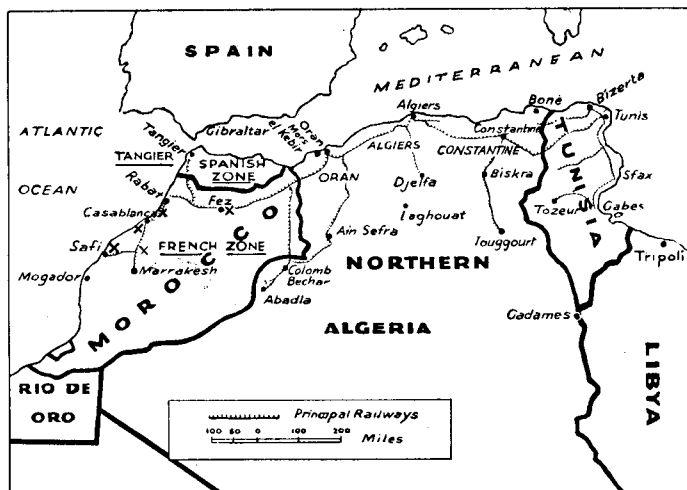 SPAIN
MEDITERRANEAN
ATLANTIC
OCEAN
Gibraltar
Tangier
TANGIER
SPANISH
ZONE
Oran
Mers
el Kebir
Algiers
Bone
Bizerta
Tunis
Constantine
ALGIERS
CONSTANTINE
ORAN
TUNISIA
Rabat
Fez
Casablanca
Djelfa
Biskra
Sfax
Laghouat
Tozeur
Gabes
Safi
FRENCH ZONE
Ain Sefra
Touggourt
Tripoli
Mogador
Marrakesh
Colomb
Bechar
Abadla
NORTHERN
ALGERIA
Gadames
MOROCCO
LIBYA
RIO DE
ORO
Principal Railways
100 50 0 100 200
Miles